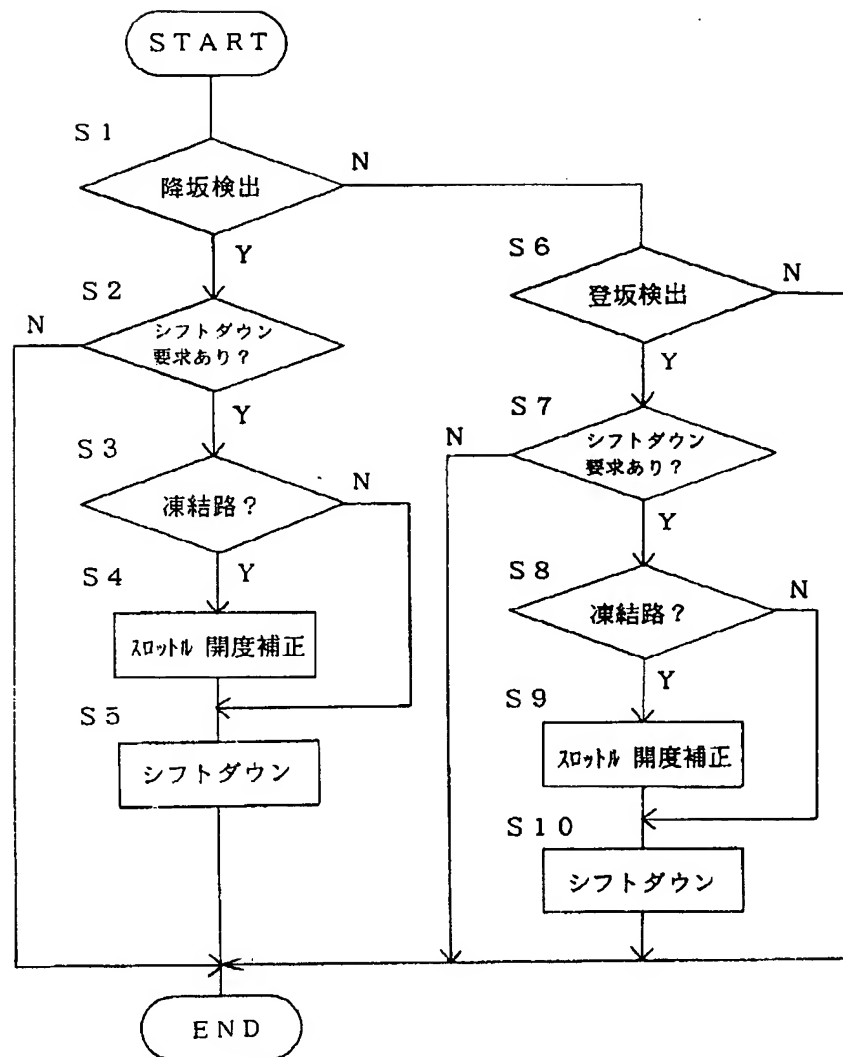 START
S1
降坂検出
N
Y
S2
シフトダウン
要求あり?
N
Y
S3
凍結路?
N
Y
S4
ｽﾛｯﾄﾙ 開度補正
S5
シフトダウン
S6
登坂検出
N
Y
S7
シフトダウン
要求あり?
N
Y
S8
凍結路?
N
Y
S9
ｽﾛｯﾄﾙ 開度補正
S10
シフトダウン
END